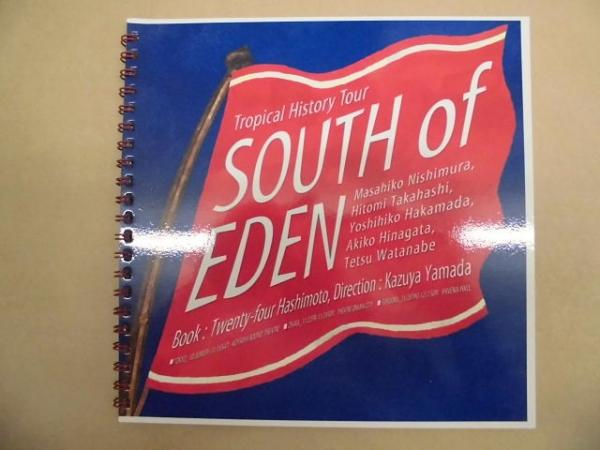 Tropical History Tour
SOUTH of
EDEN
Masahiko Nishimura,
Hitomi Takahashi,
Yoshihiko Hakamada,
Akiko Hinagata,
Tetsu Watanabe
Book : Twenty-four Hashimoto, Direction : Kazuya Yamada